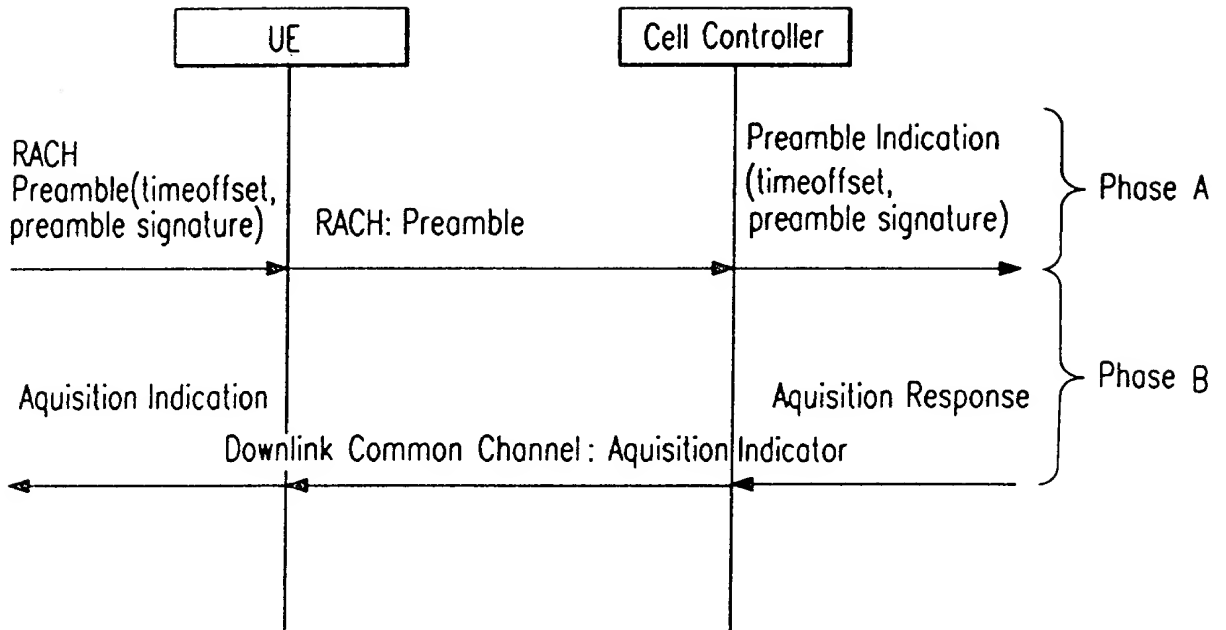 UE
Cell Controller
RACH
Preamble(timeoffset,
preamble signature)
RACH: Preamble
Preamble Indication
(timeoffset,
preamble signature)
Phase A
Aquisition Indication
Aquisition Response
Phase B
Downlink Common Channel: Aquisition Indicator